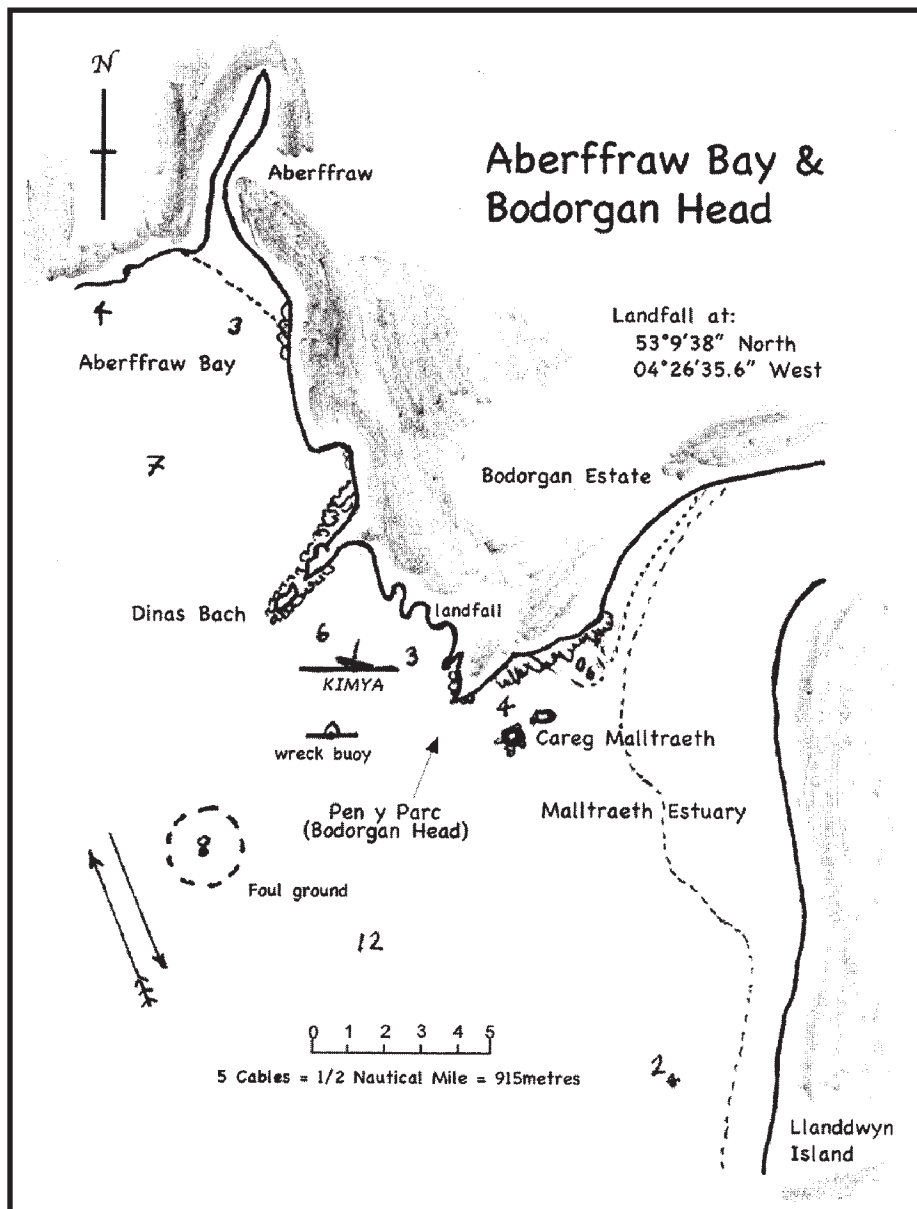 N
Aberffraw Bay &
Bodorgan Head
Aberffraw
Landfall at:
53°9'38" North
04°26'35.6" West
4
3
Aberffraw Bay
7
Bodorgan Estate
Dinas Bach
landfall
6
3
KIMYA
06
4
wreck buoy
Careg Malltraeth
Pen y Parc
(Bodorgan Head)
Malltraeth Estuary
8
Foul ground
12
0 1 2 3 4 5
5 Cables = 1/2 Nautical Mile = 915metres
2
Llanddwyn
Island